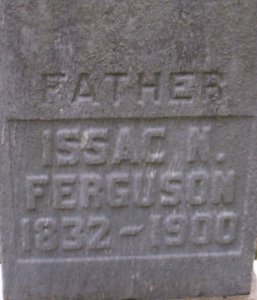 FATHER
ISSAC N.
FERGUSON
1832-1900